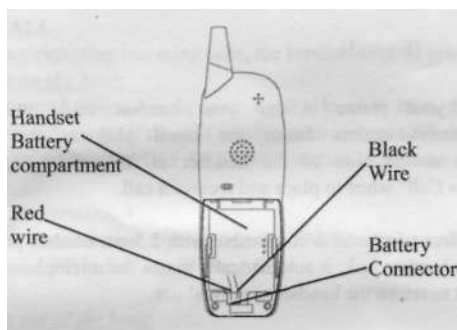 Handset
Battery
compartment
Black
Wire
Red
wire
Battery
Connector